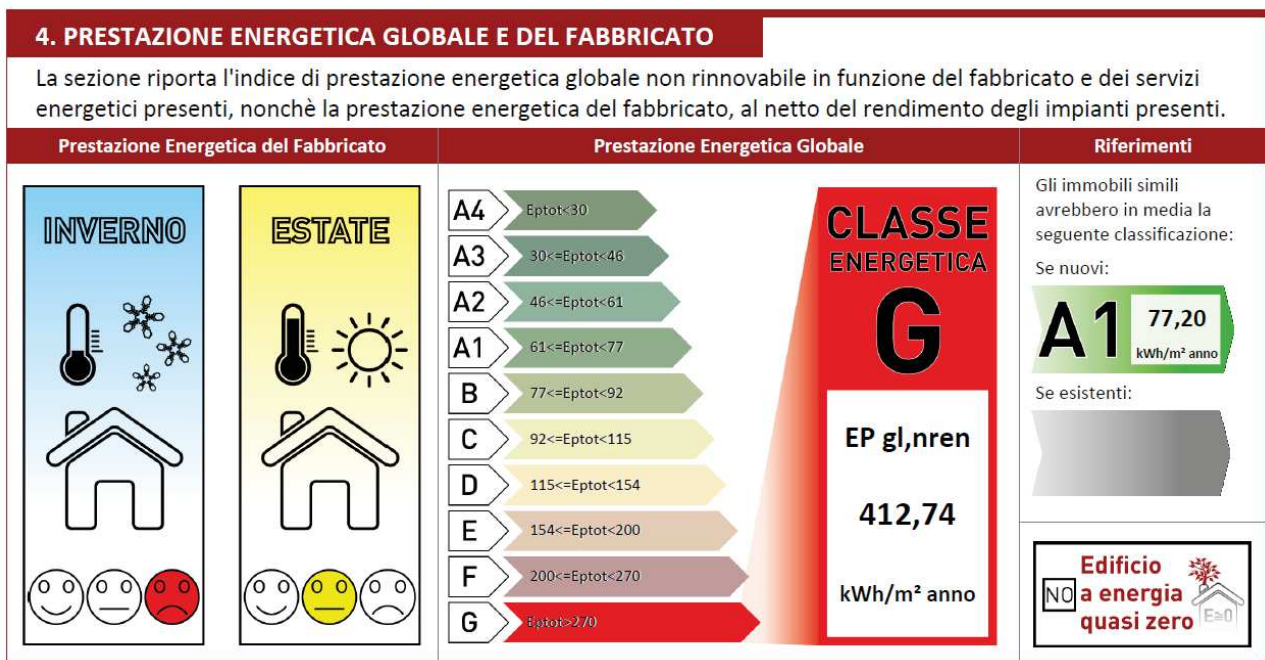 4. PRESTAZIONE ENERGETICA GLOBALE E DEL FABBRICATO
La sezione riporta l'indice di prestazione energetica globale non rinnovabile in funzione del fabbricato e dei servizi
energetici presenti, nonchè la prestazione energetica del fabbricato, al netto del rendimento degli impianti presenti.
Prestazione Energetica del Fabbricato
INVERNO
ESTATE
Prestazione Energetica Globale
A4 Eptot<30
A3 30<=Eptot<46
A2 46<=Eptot<61
A1 61<=Eptot<77
B 77<=Eptot<92
C 92<=Eptot<115
D 115<=Eptot<154
E 154<=Eptot<200
F 200<=Eptot<270
G Eptot>270
CLASSE
ENERGETICA
G
EP gl,nren
412,74
kWh/m² anno
Riferimenti
Gli immobili simili
avrebbero in media la
seguente classificazione:
Se nuovi:
A1 77,20
kWh/m² anno
Se esistenti:
Edificio
NO a energia
quasi zero E≅0